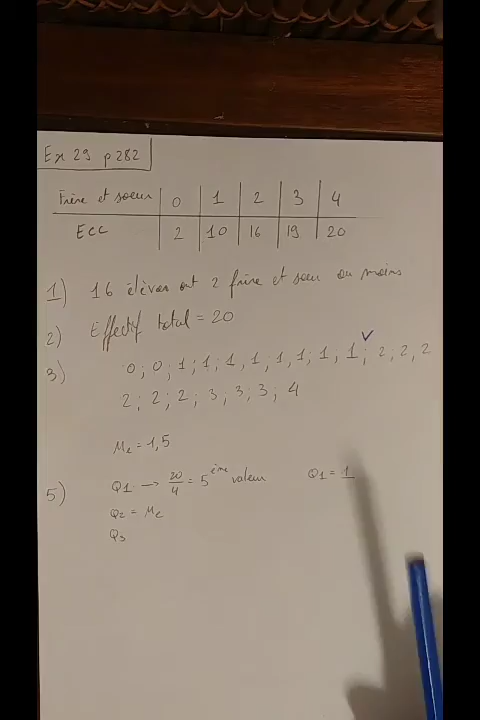 Ex 29 p282
Frère et soeur 0 1 2 3 4
ECC 2 10 16 19 20
1) 16 élèves ont 2 frère et soeur ou moins
2) Effectif total = 20
3) 0 ; 0 ; 1 ; 1 ; 1 , 1 ; 1 , 1 ; 1 , 1 ; 2 ; 2 , 2
2 ; 2 ; 2 ; 3 ; 3 ; 3 ; 4
Me = 1,5
5) Q1 → 20/4 = 5ème valeur Q1 = 1
Q2 = Me
Q3